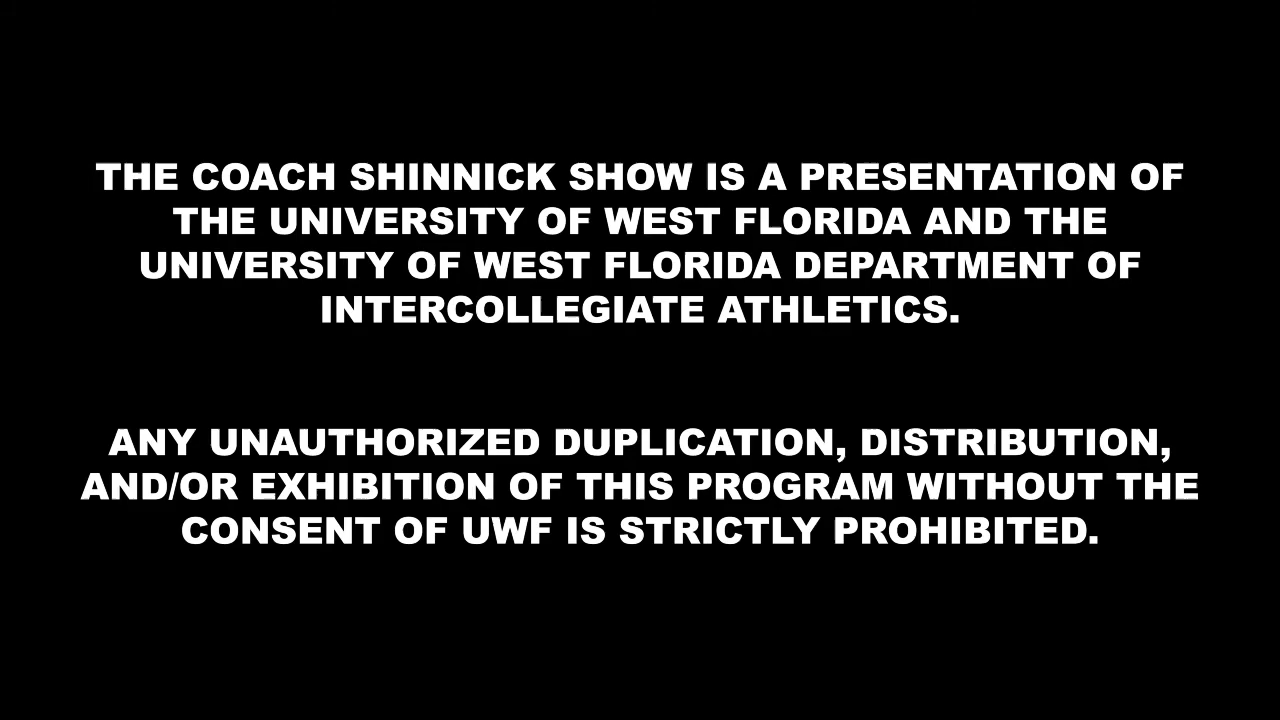 THE COACH SHINNICK SHOW IS A PRESENTATION OF
THE UNIVERSITY OF WEST FLORIDA AND THE
UNIVERSITY OF WEST FLORIDA DEPARTMENT OF
INTERCOLLEGIATE ATHLETICS.
ANY UNAUTHORIZED DUPLICATION, DISTRIBUTION,
AND/OR EXHIBITION OF THIS PROGRAM WITHOUT THE
CONSENT OF UWF IS STRICTLY PROHIBITED.